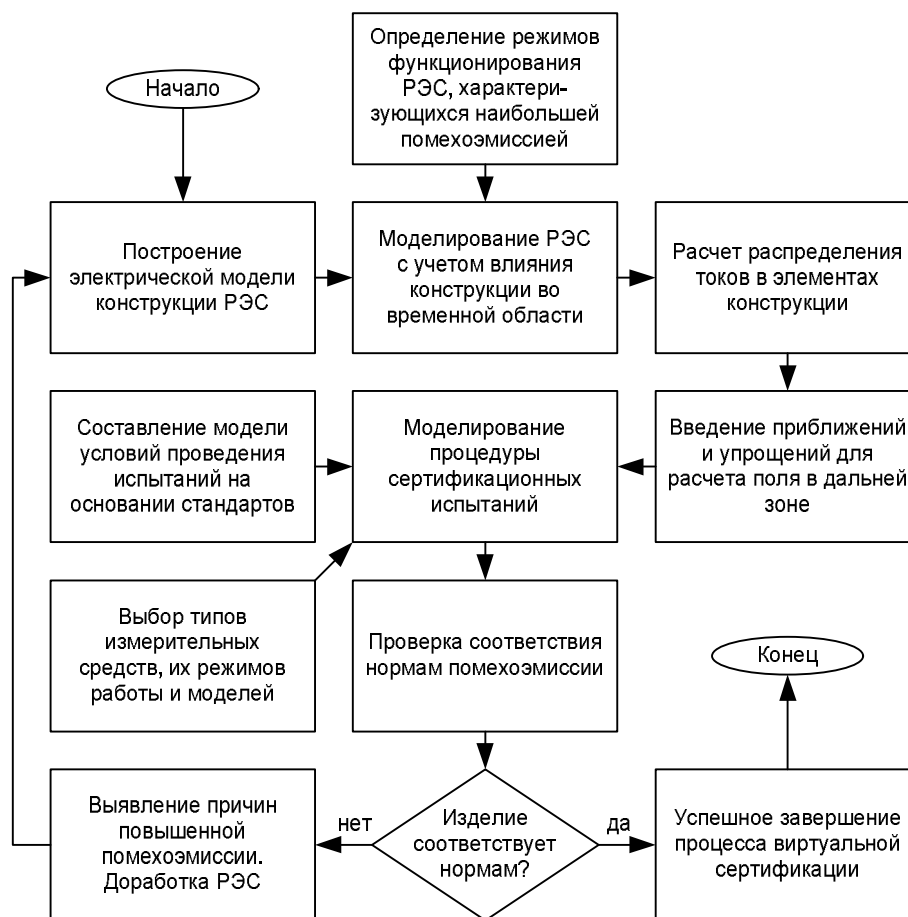 Начало
Определение режимов
функционирования
РЭС, характери-
зующихся наибольшей
помехоэмиссией
Построение
электрической модели
конструкции РЭС
Моделирование РЭС
с учетом влияния
конструкции во
временной области
Расчет распределения
токов в элементах
конструкции
Составление модели
условий проведения
испытаний на
основании стандартов
Моделирование
процедуры
сертификационных
испытаний
Введение приближений
и упрощений для
расчета поля в дальней
зоне
Выбор типов
измерительных
средств, их режимов
работы и моделей
Проверка соответствия
нормам помехоэмиссии
Конец
Выявление причин
повышенной
помехоэмиссии.
Доработка РЭС
нет
Изделие
соответствует
нормам?
да
Успешное завершение
процесса виртуальной
сертификации